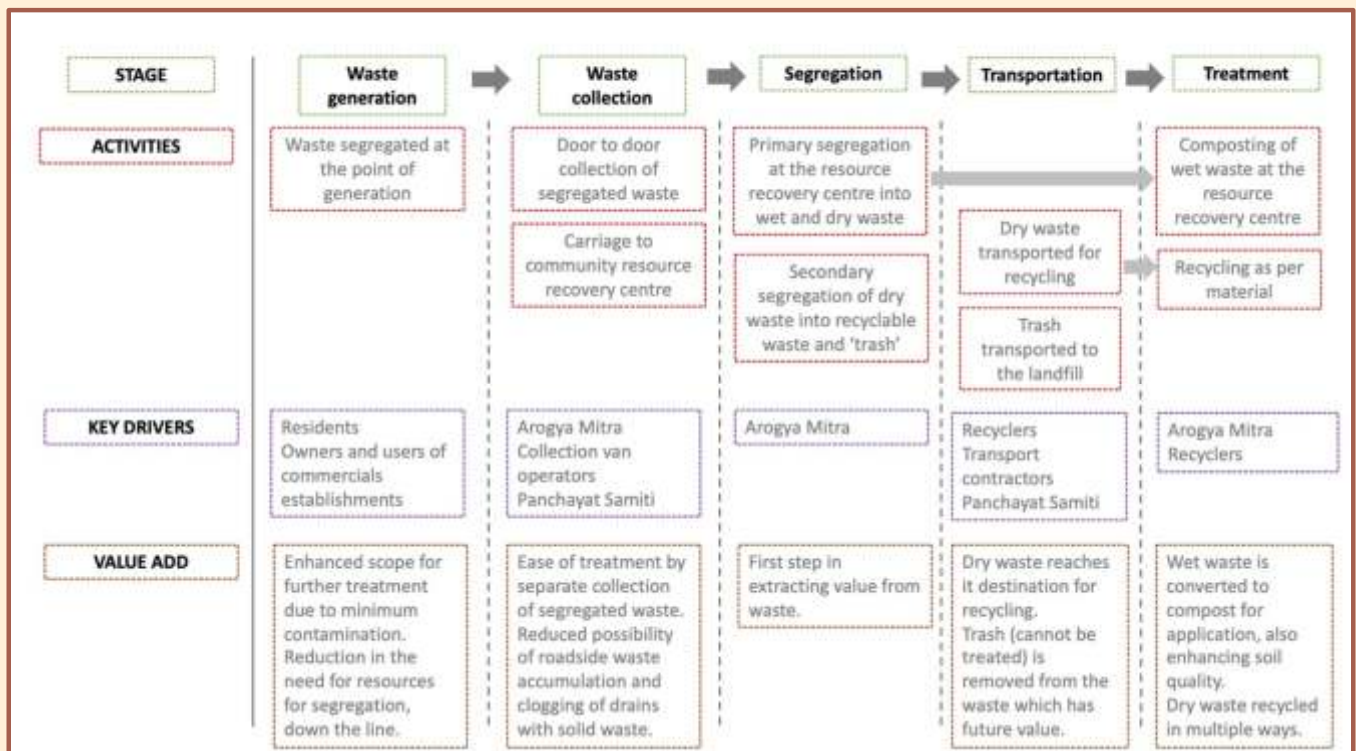 STAGE
Waste
generation
Waste
collection
Segregation
Transportation
Treatment
ACTIVITIES
Waste segregated at
the point of
generation
Door to door
collection of
segregated waste
Carriage to
community resource
recovery centre
Primary segregation
at the resource
recovery centre into
wet and dry waste
Secondary
segregation of dry
waste into recyclable
waste and ‘trash’
Dry waste
transported for
recycling
Trash
transported to
the landfill
Composting of
wet waste at the
resource
recovery centre
Recycling as per
material
KEY DRIVERS
Residents
Owners and users of
commercials
establishments
Arogya Mitra
Collection van
operators
Panchayat Samiti
Arogya Mitra
Recyclers
Transport
contractors
Panchayat Samiti
Arogya Mitra
Recyclers
VALUE ADD
Enhanced scope for
further treatment
due to minimum
contamination.
Reduction in the
need for resources
for segregation,
down the line.
Ease of treatment by
separate collection
of segregated waste.
Reduced possibility
of roadside waste
accumulation and
clogging of drains
with solid waste.
First step in
extracting value from
waste.
Dry waste reaches
it destination for
recycling.
Trash (cannot be
treated) is
removed from the
waste which has
future value.
Wet waste is
converted to
compost for
application, also
enhancing soil
quality.
Dry waste recycled
in multiple ways.